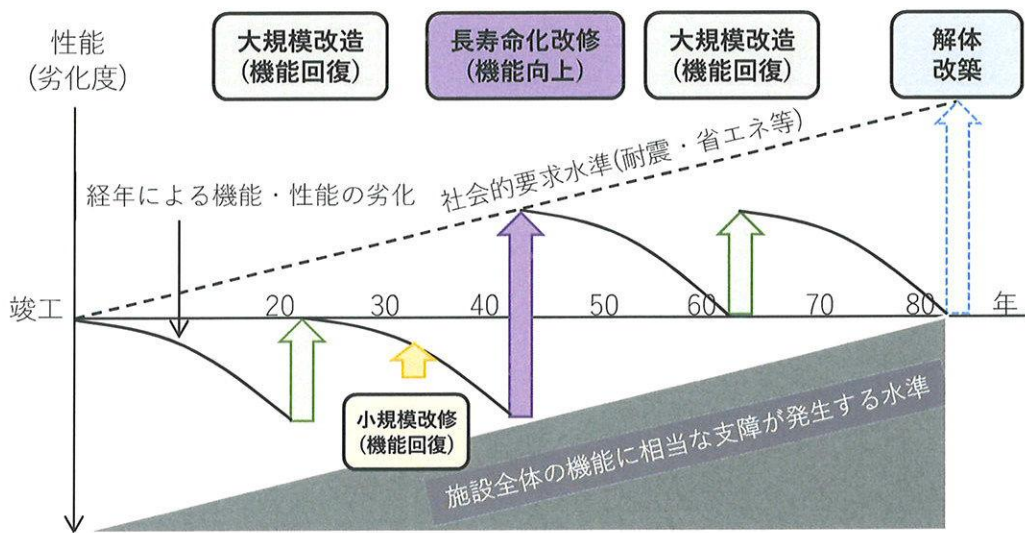 性能
(劣化度)
大規模改造
(機能回復)
長寿命化改修
(機能向上)
大規模改造
(機能回復)
解体
改築
社会的要求水準(耐震・省エネ等)
経年による機能・性能の劣化
竣工
20
30
40
50
60
70
80
年
小規模改修
(機能回復)
施設全体の機能に相当な支障が発生する水準